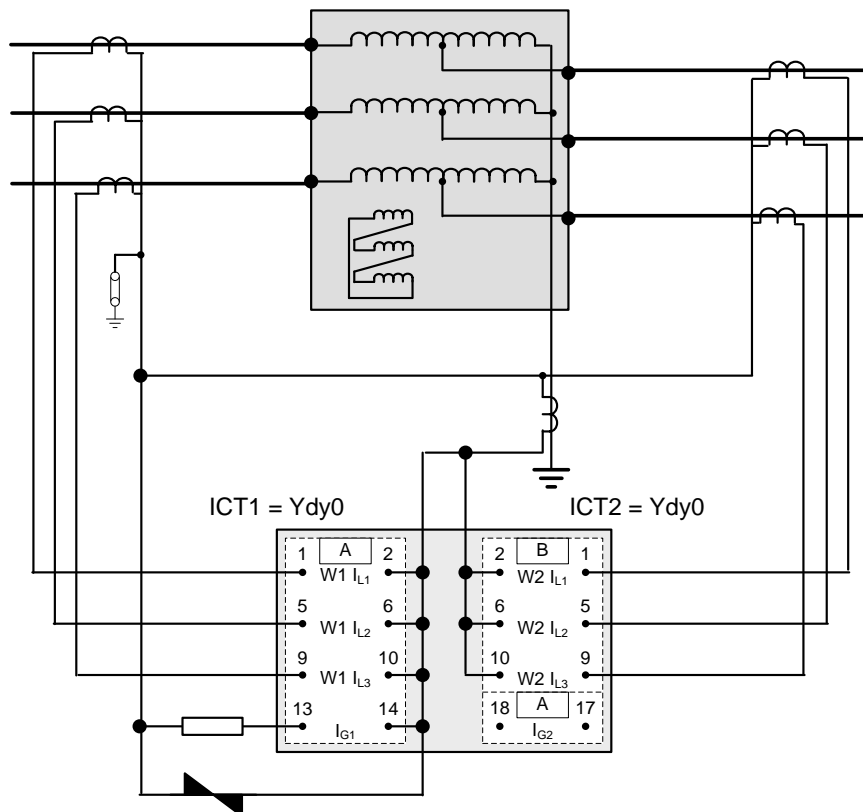 ICT1 = Ydy0 ICT2 = Ydy0
1 A 2 2 B 1
W1 IL1 W2 IL1
5 6 6 5
W1 IL2 W2 IL2
9 10 10 9
W1 IL3 W2 IL3
13 14 18 A 17
IG1 IG2